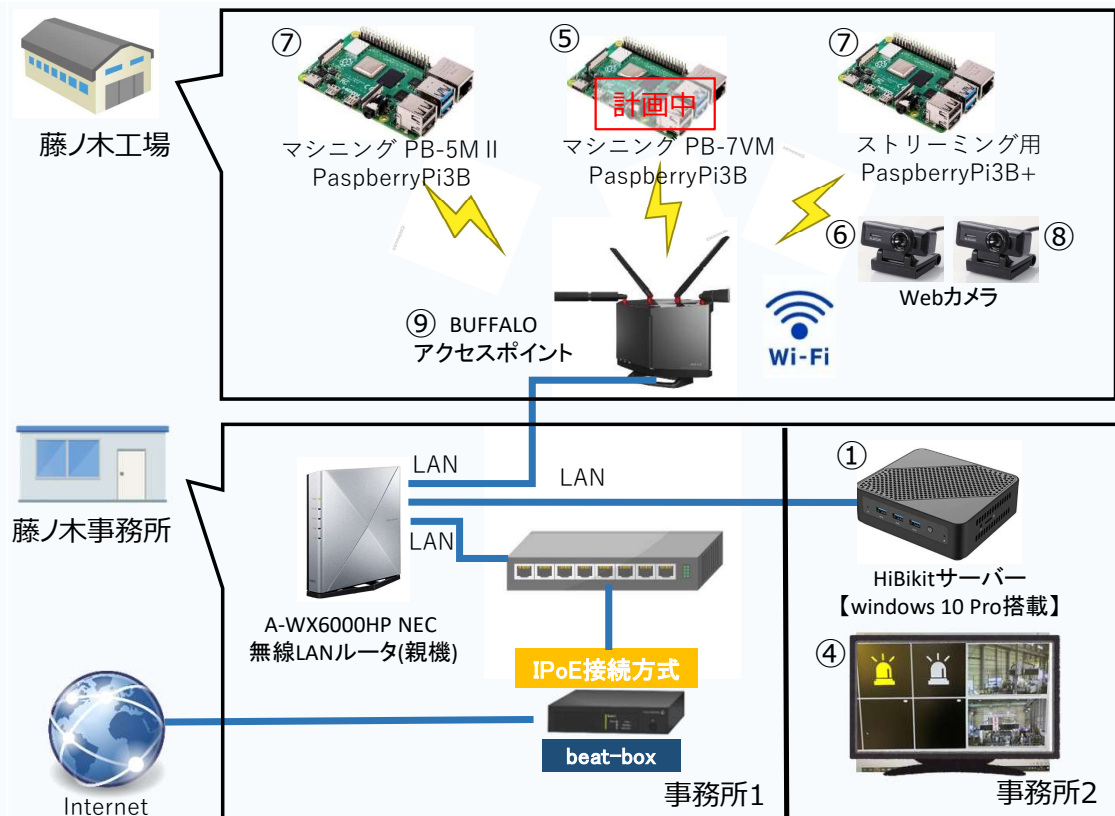 ⑦
⑤
⑦
計画中
藤ノ木工場
マシニング PB-5MⅡ
PaspberryPi3B
マシニング PB-7VM
PaspberryPi3B
ストリーミング用
PaspberryPi3B+
⑥
⑧
Webカメラ
⑨ BUFFALO
アクセスポイント
Wi-Fi
藤ノ木事務所
LAN
LAN
LAN
①
HiBikitサーバー
【windows 10 Pro搭載】
A-WX6000HP NEC
無線LANルータ(親機)
IPoE接続方式
④
beat-box
Internet
事務所1
事務所2